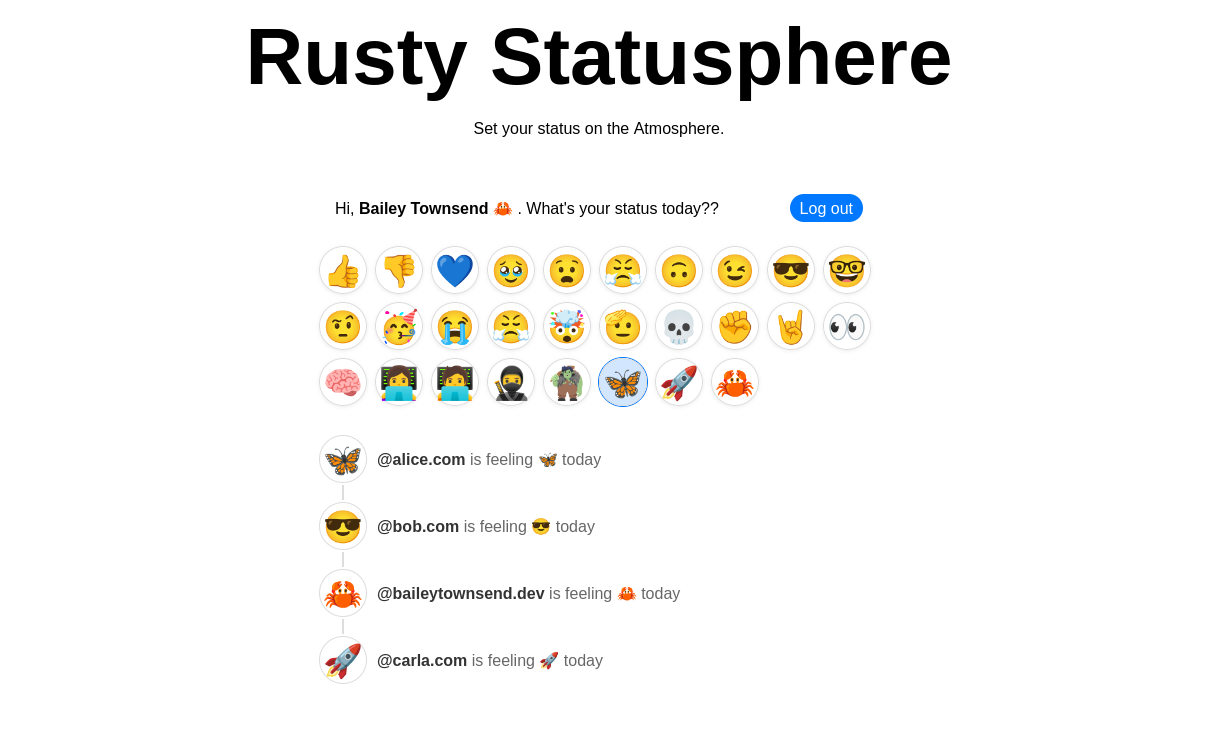 Rusty Statusphere
Set your status on the Atmosphere.
Hi, Bailey Townsend 🦀 . What's your status today??
Log out
👍 👎 💙 🥹 😧 😤 🙃 😉 😎 🤓
🤨 🥳 😭 😤 🤯 🫡 💀 ✊ 🤘 👀
🧠 👩‍💻 🧑‍💻 🥷 🧌 🦋 🚀 🦀
🦋 @alice.com is feeling 🦋 today
😎 @bob.com is feeling 😎 today
🦀 @baileytownsend.dev is feeling 🦀 today
🚀 @carla.com is feeling 🚀 today